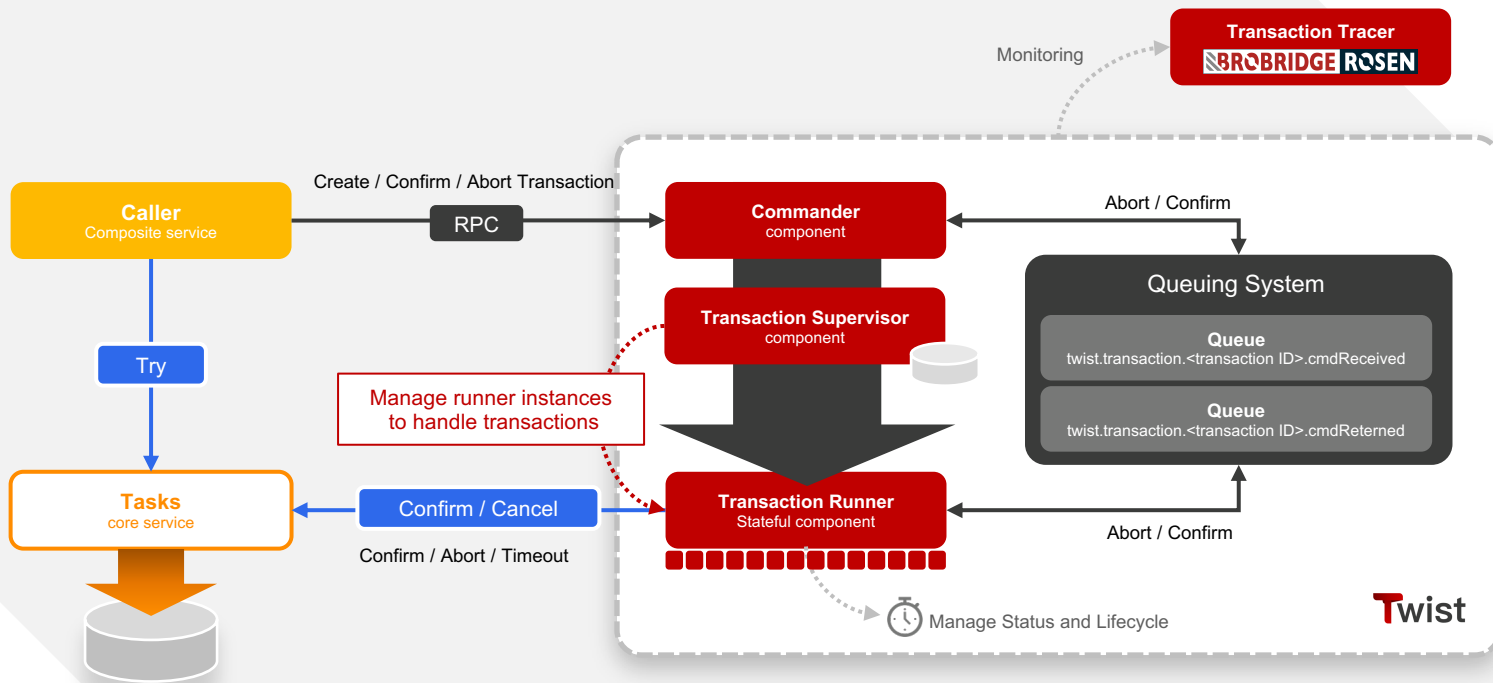 Transaction Tracer
BROBRIDGE ROSEN
Monitoring
Create / Confirm / Abort Transaction
RPC
Caller
Composite service
Commander
component
Abort / Confirm
Queuing System
Queue
twist.transaction.<transaction ID>.cmdReceived
Queue
twist.transaction.<transaction ID>.cmdReterned
Transaction Supervisor
component
Try
Manage runner instances
to handle transactions
Tasks
core service
Confirm / Cancel
Confirm / Abort / Timeout
Transaction Runner
Stateful component
Abort / Confirm
Manage Status and Lifecycle
Twist